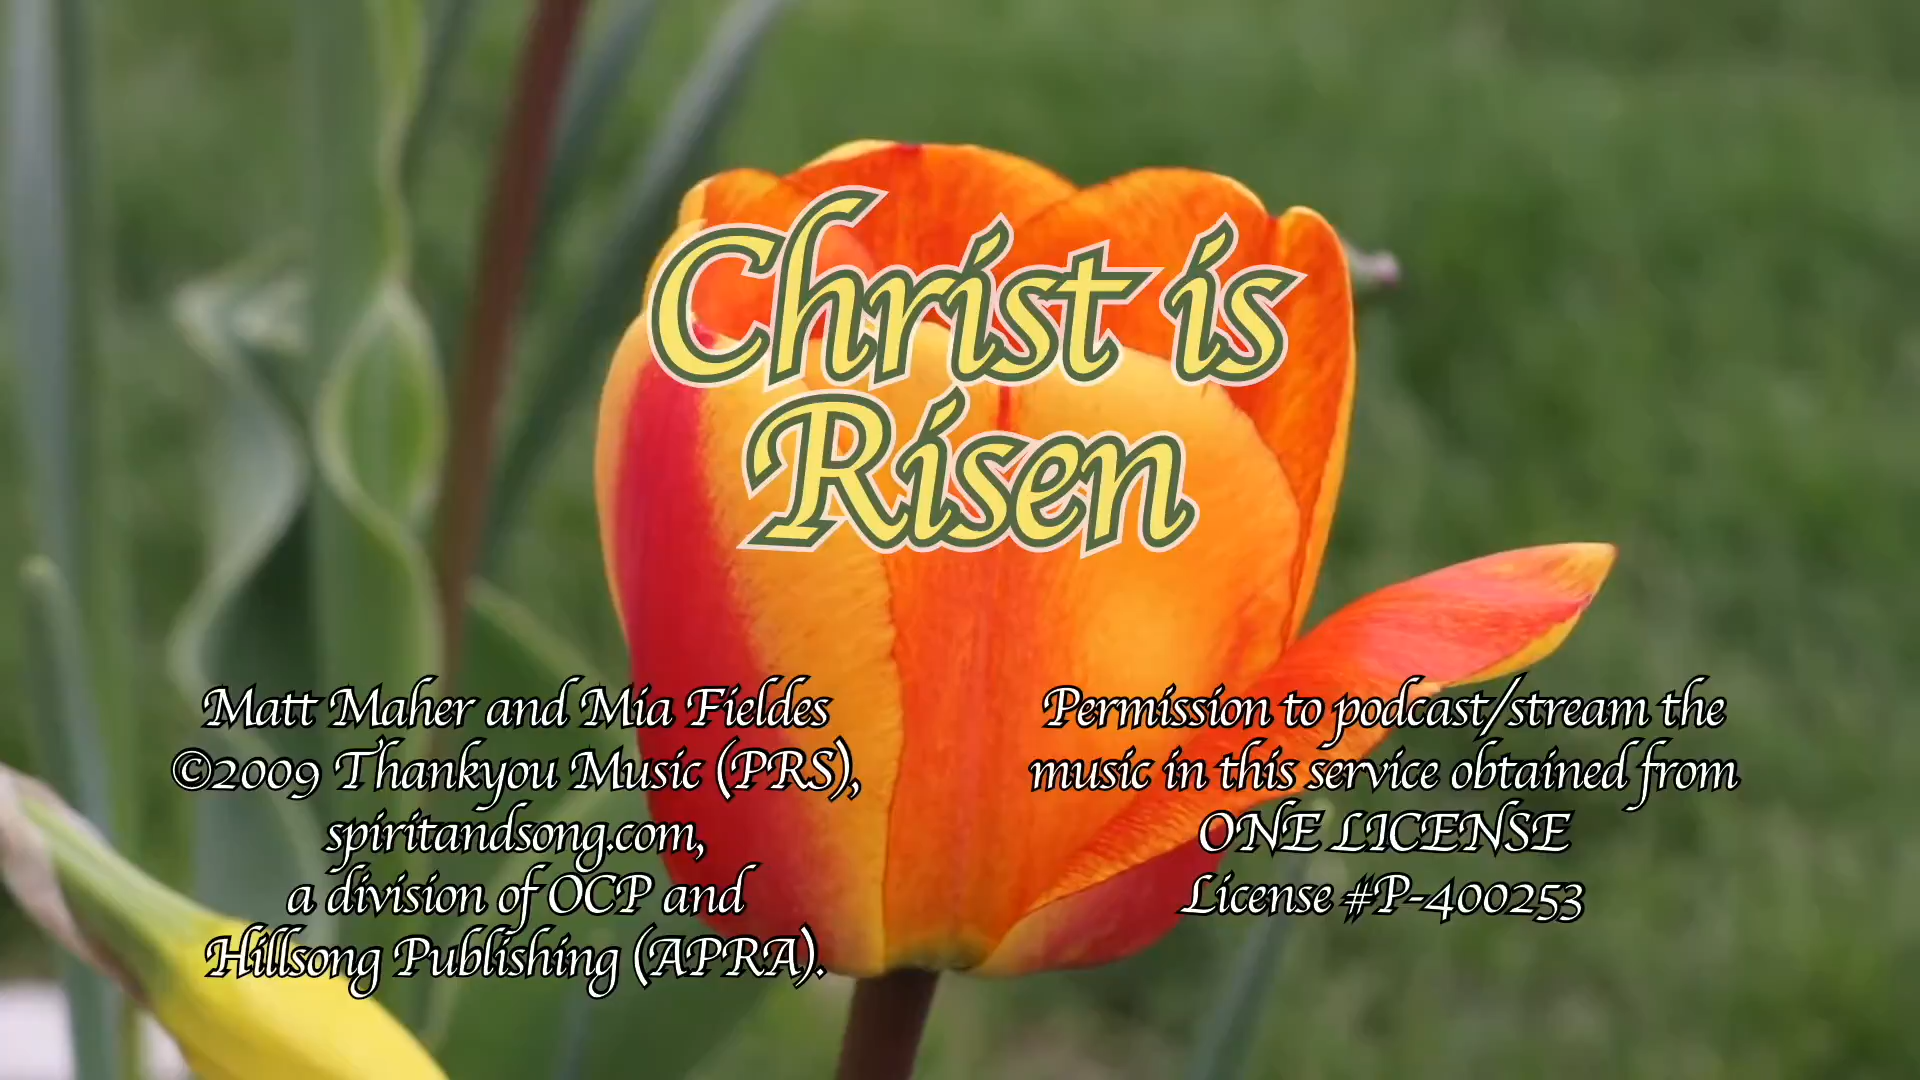 Christ is
Risen
Matt Maher and Mia Fieldes
©2009 Thankyou Music (PRS),
spiritandsong.com,
a division of OCP and
Hillsong Publishing (APRA).
Permission to podcast/stream the
music in this service obtained from
ONE LICENSE
License #P-400253